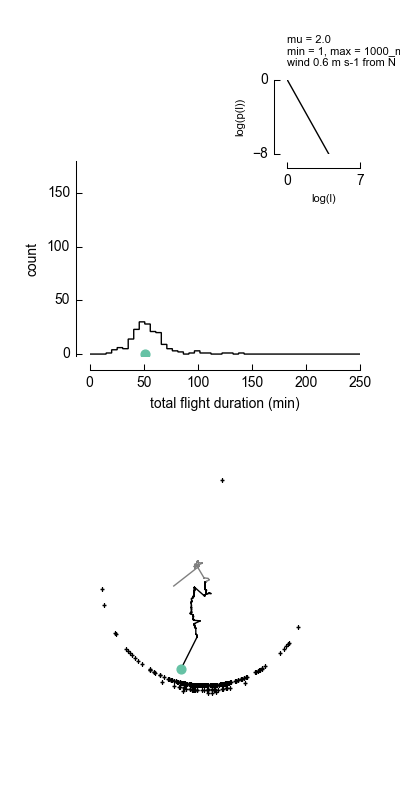 mu = 2.0
min = 1, max = 1000_m
wind 0.6 m s-1 from N
0
log(p(l))
−8
0 7
log(l)
150
100
50
0
count
0 50 100 150 200 250
total flight duration (min)